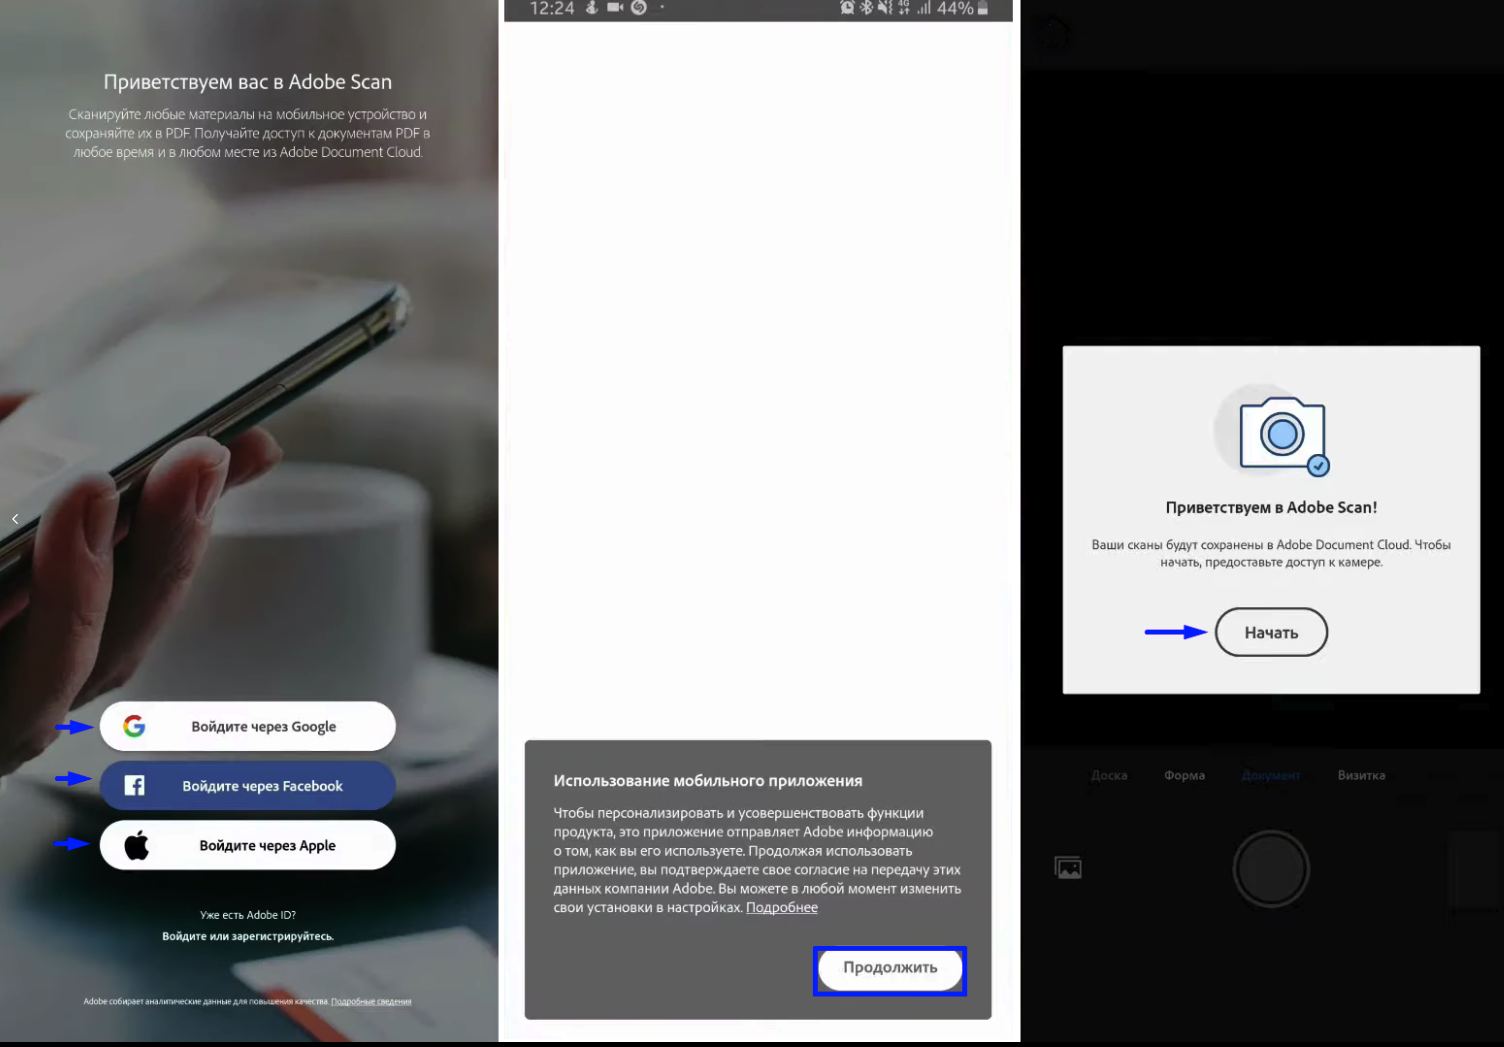 Приветствуем вас в Adobe Scan
Сканируйте любые материалы на мобильное устройство и
сохраняйте их в PDF. Получайте доступ к документам PDF в
любое время и в любом месте из Adobe Document Cloud.
Войдите через Google
Войдите через Facebook
Войдите через Apple
Уже есть Adobe ID?
Войдите или зарегистрируйтесь.
Adobe собирает аналитические данные для повышения качества. Подробные сведения
12:24
4G
44%
Использование мобильного приложения
Чтобы персонализировать и усовершенствовать функции
продукта, это приложение отправляет Adobe информацию
о том, как вы его используете. Продолжая использовать
приложение, вы подтверждаете свое согласие на передачу этих
данных компании Adobe. Вы можете в любой момент изменить
свои установки в настройках. Подробнее
Продолжить
Приветствуем в Adobe Scan!
Ваши сканы будут сохранены в Adobe Document Cloud. Чтобы
начать, предоставьте доступ к камере.
Начать
Доска Форма Документ Визитка